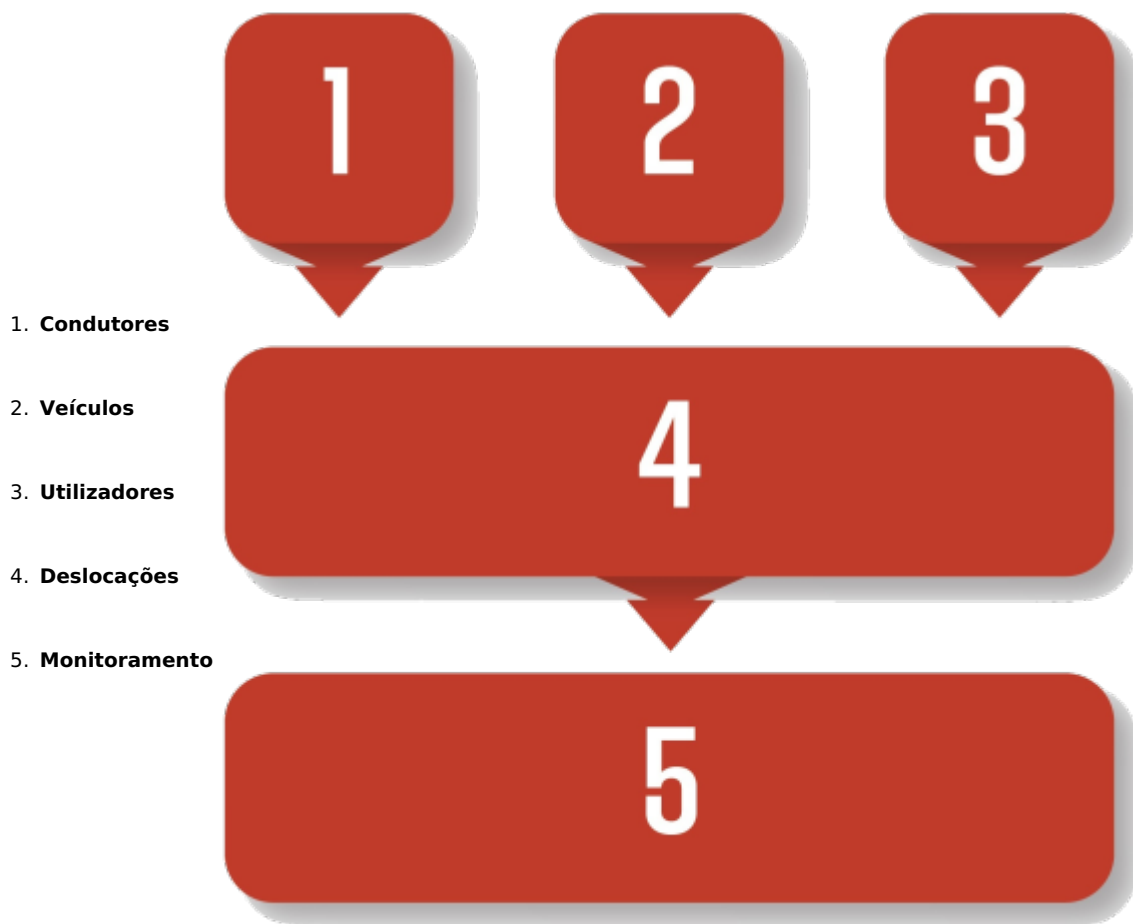 1 2 3
1. Condutores
2. Veículos
4
3. Utilizadores
4. Deslocações
5. Monitoramento
5